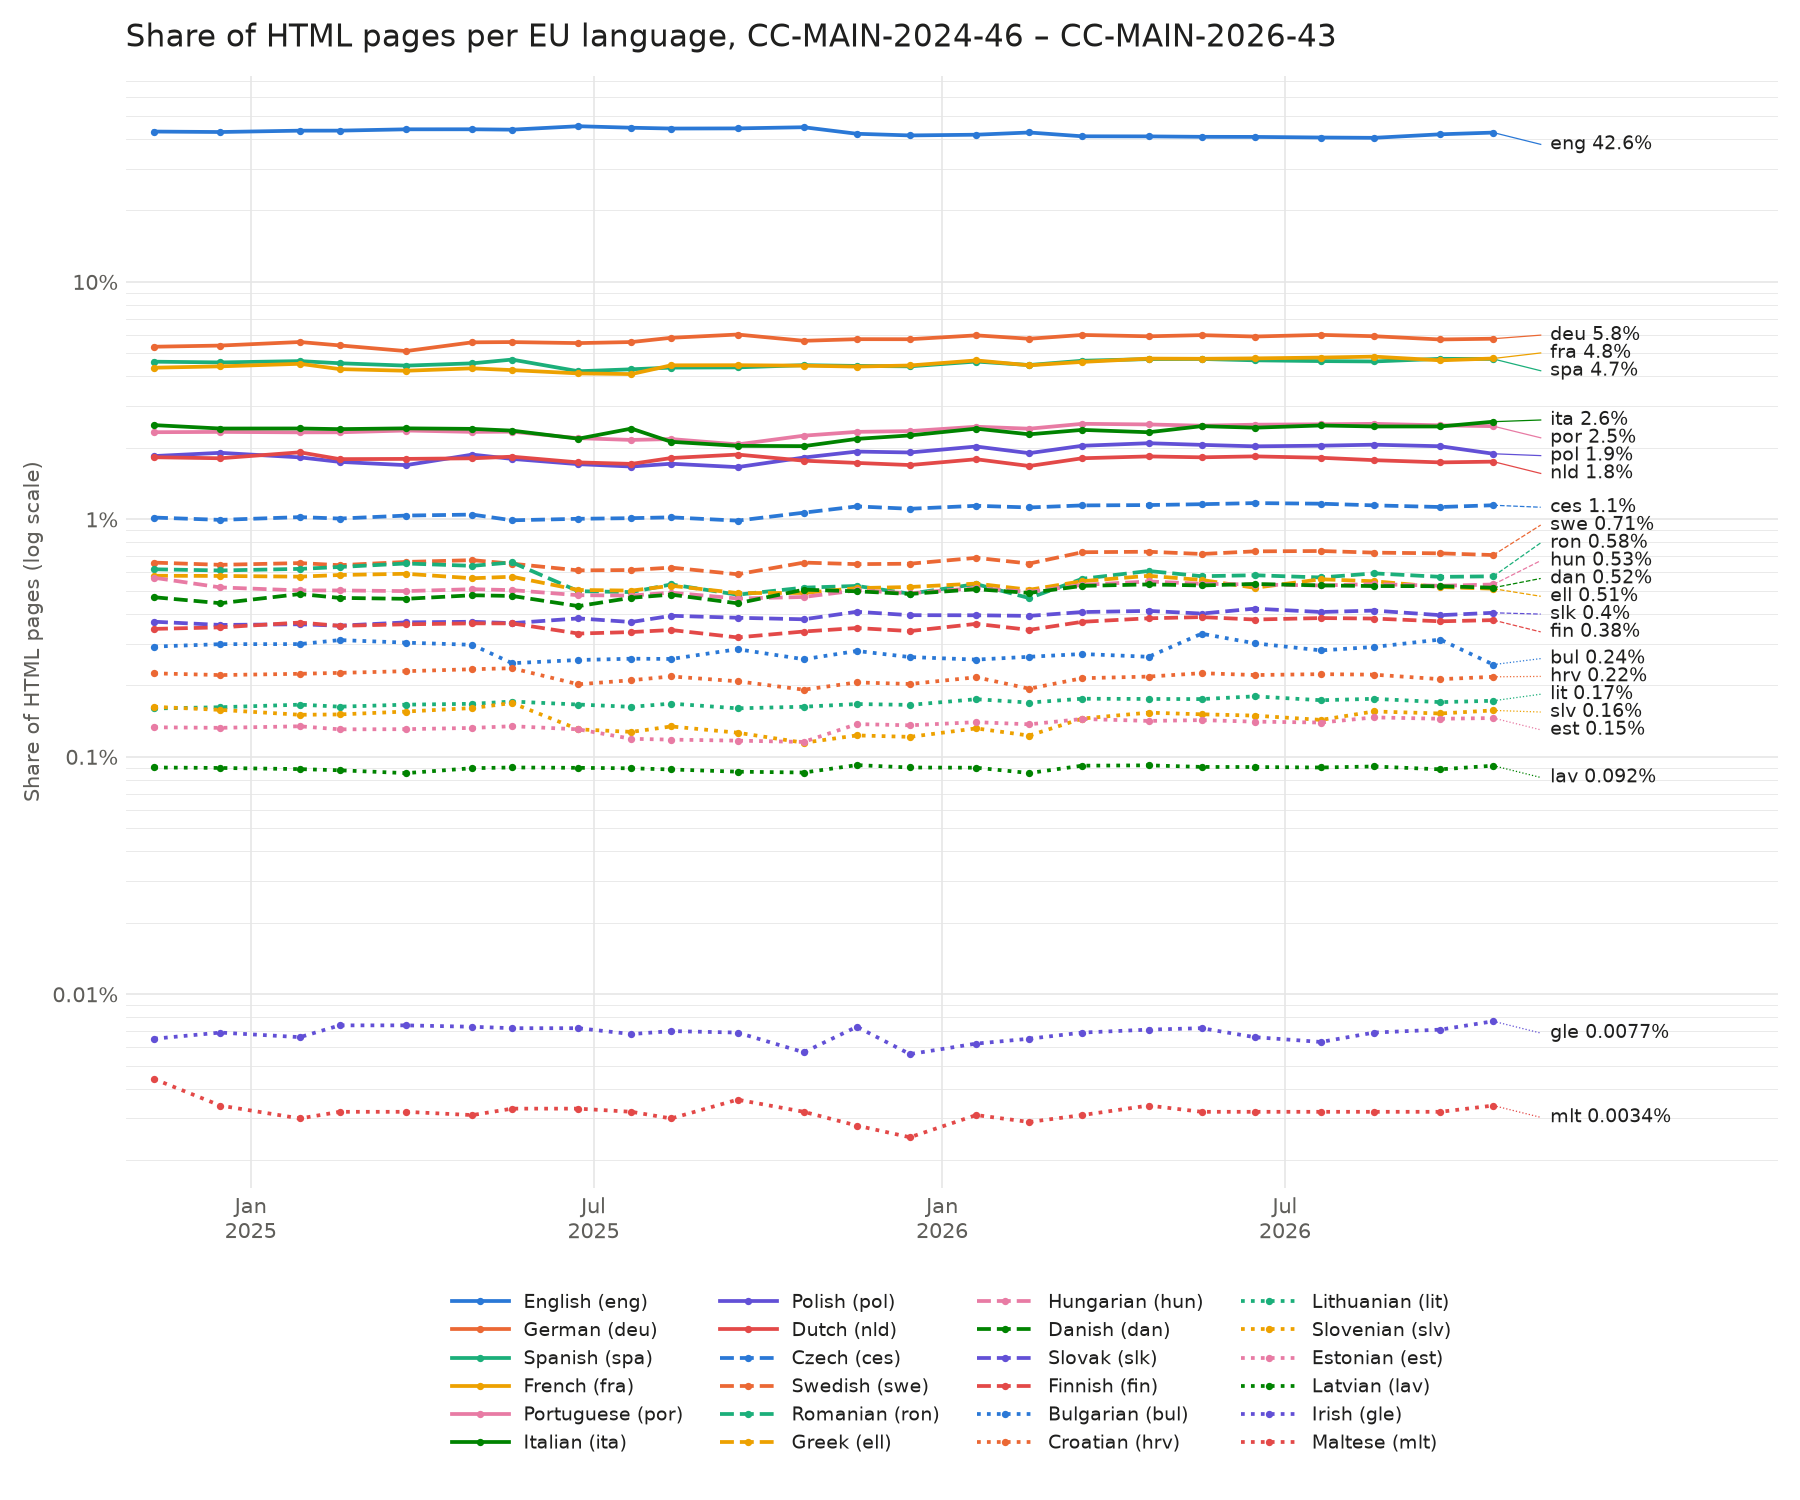 Share of HTML pages per EU language, CC-MAIN-2024-46 – CC-MAIN-2026-43
Share of HTML pages (log scale)
10%
1%
0.1%
0.01%
eng 42.6%
deu 5.8%
fra 4.8%
spa 4.7%
ita 2.6%
por 2.5%
pol 1.9%
nld 1.8%
ces 1.1%
swe 0.71%
ron 0.58%
hun 0.53%
dan 0.52%
ell 0.51%
slk 0.4%
fin 0.38%
bul 0.24%
hrv 0.22%
lit 0.17%
slv 0.16%
est 0.15%
lav 0.092%
gle 0.0077%
mlt 0.0034%
Jan
2025
Jul
2025
Jan
2026
Jul
2026
English (eng)
German (deu)
Spanish (spa)
French (fra)
Portuguese (por)
Italian (ita)
Polish (pol)
Dutch (nld)
Czech (ces)
Swedish (swe)
Romanian (ron)
Greek (ell)
Hungarian (hun)
Danish (dan)
Slovak (slk)
Finnish (fin)
Bulgarian (bul)
Croatian (hrv)
Lithuanian (lit)
Slovenian (slv)
Estonian (est)
Latvian (lav)
Irish (gle)
Maltese (mlt)